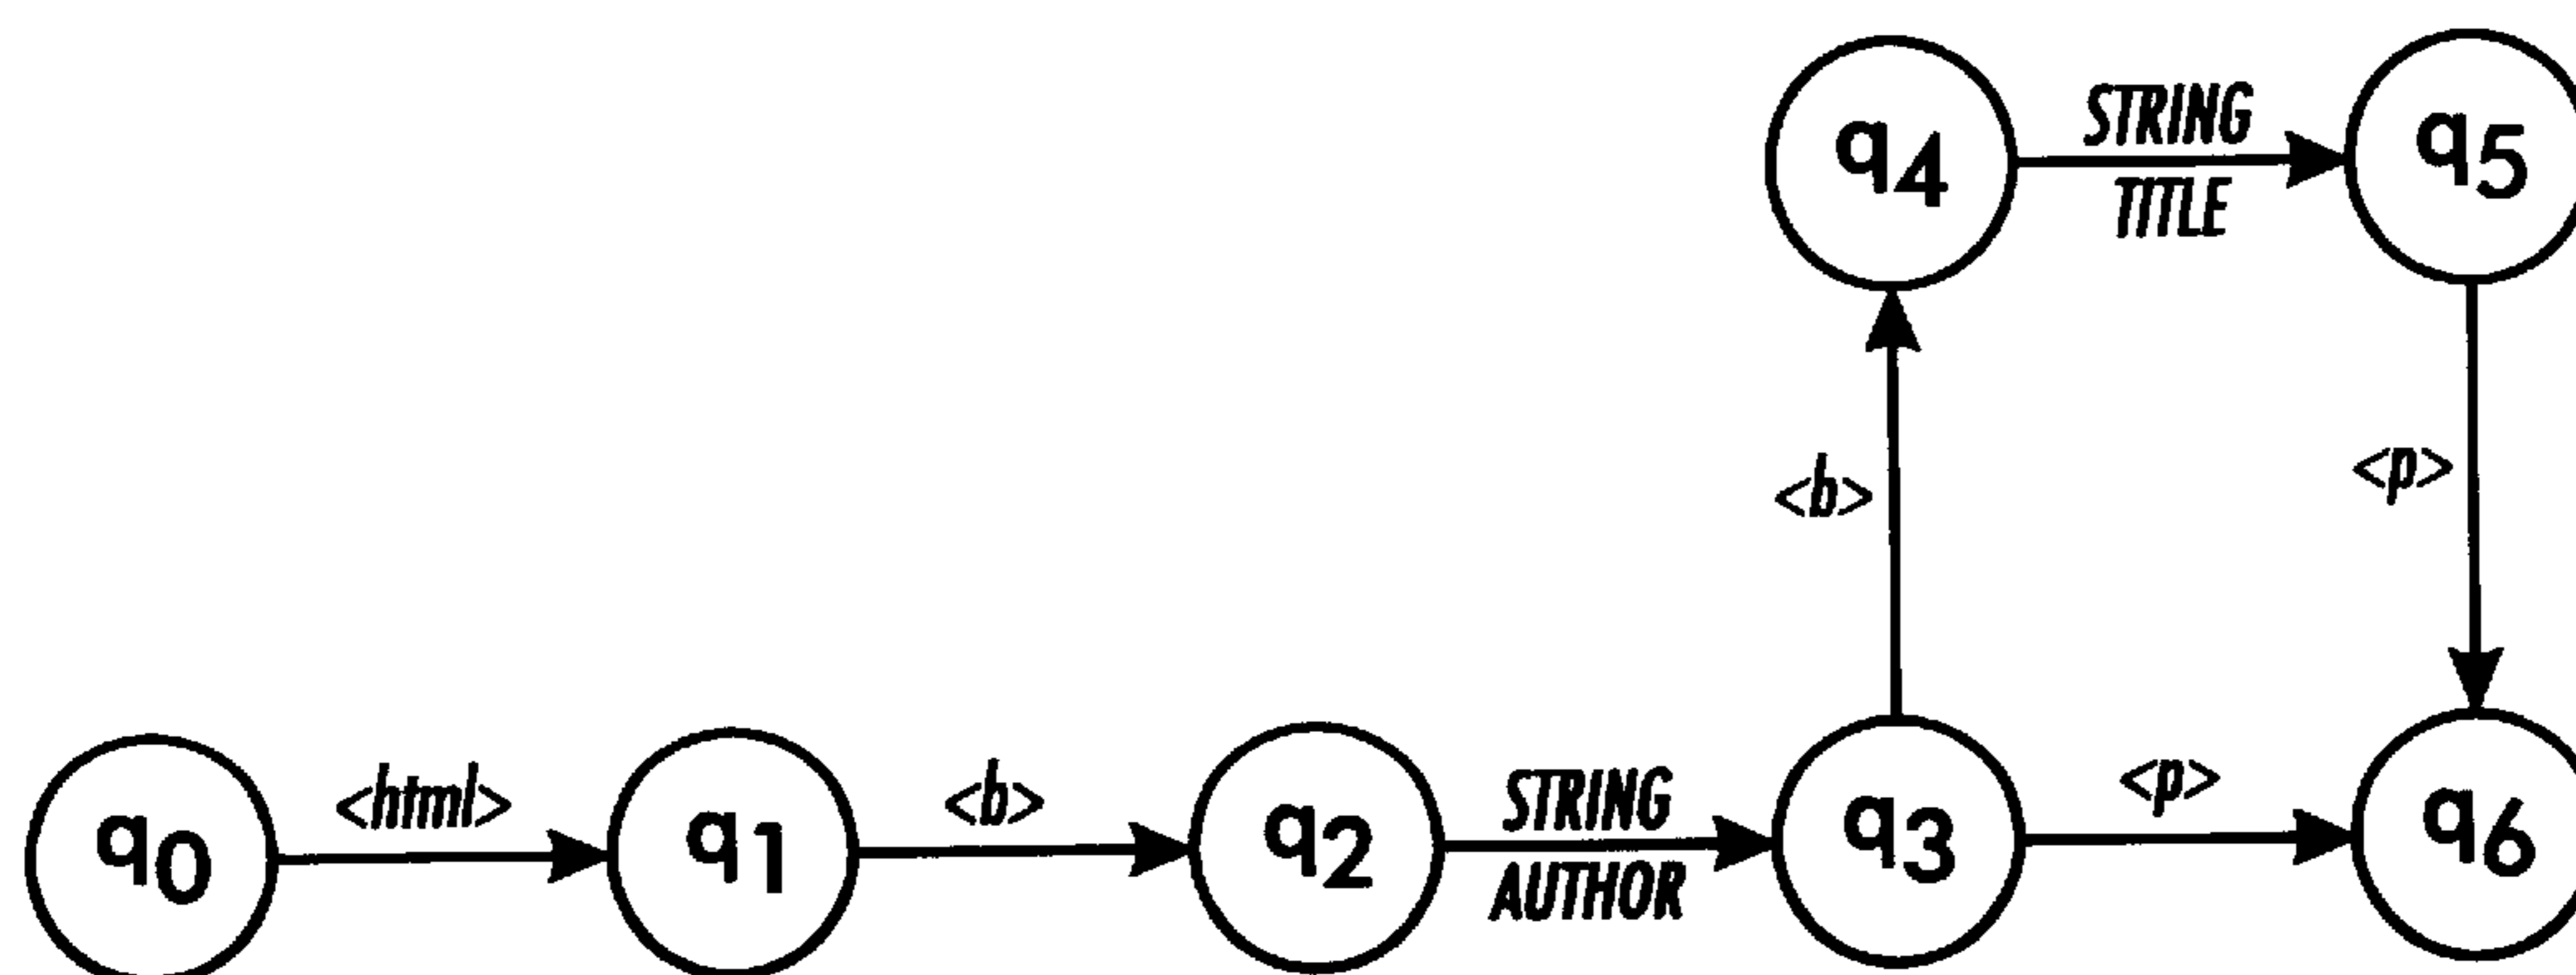 q4
STRING
TITLE
q5
<b>
<p>
q0
<html>
q1
<b>
q2
STRING
AUTHOR
q3
<p>
q6